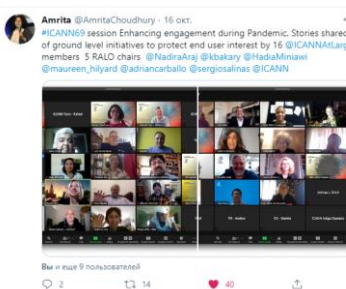 Amrita @AmritaChoudhury · 16 окт.
#ICANN69 session Enhancing engagement during Pandemic. Stories shared
of ground level initiatives to protect end user interest by 16 @ICANNAtLarg
members 5 RALO chairs @NadiraAraj @kbakary @HadiaMiniawi
@maureen_hilyard @adriancarballo @sergiosalinas @ICANN
Вы и еще 9 пользователей
2 14 40